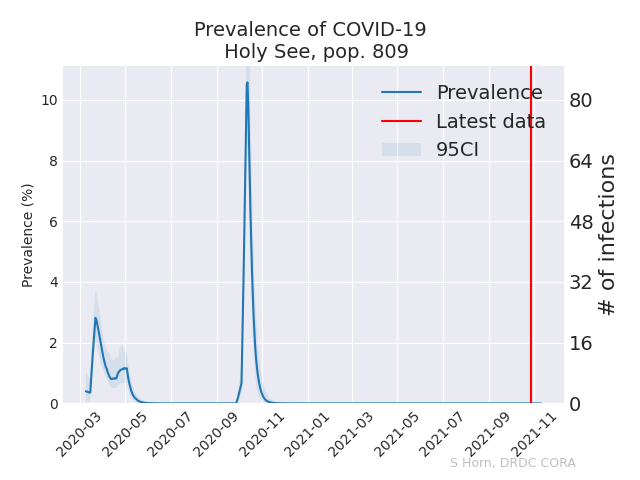 Prevalence of COVID-19
Holy See, pop. 809
Prevalence
Latest data
95CI
Prevalence (%)
10
8
6
4
2
0
80
64
48
32
16
0
# of infections
2020-03
2020-05
2020-07
2020-09
2020-11
2021-01
2021-03
2021-05
2021-07
2021-09
2021-11
S Horn, DRDC CORA